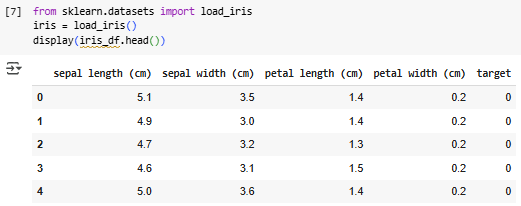 [7] from sklearn.datasets import load_iris
iris = load_iris()
display(iris_df.head())
sepal length (cm) sepal width (cm) petal length (cm) petal width (cm) target
0 5.1 3.5 1.4 0.2 0
1 4.9 3.0 1.4 0.2 0
2 4.7 3.2 1.3 0.2 0
3 4.6 3.1 1.5 0.2 0
4 5.0 3.6 1.4 0.2 0